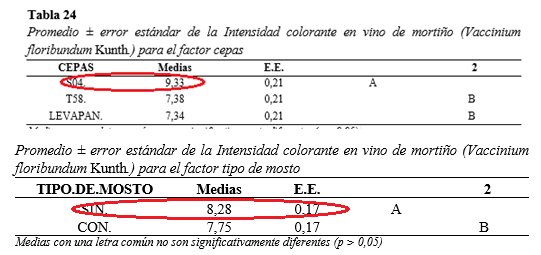 Tabla 24
Promedio ± error estándar de la Intensidad colorante en vino de mortiño (Vaccinium
floribundum Kunth.) para el factor cepas
CEPAS Medias E.E. 2
S04. 9,33 0,21 A
T58. 7,38 0,21 B
LEVAPAN. 7,34 0,21 B
Promedio ± error estándar de la Intensidad colorante en vino de mortiño (Vaccinium
floribundum Kunth.) para el factor tipo de mosto
TIPO.DE.MOSTO Medias E.E. 2
SIN. 8,28 0,17 A
CON. 7,75 0,17 B
Medias con una letra común no son significativamente diferentes (p > 0,05)